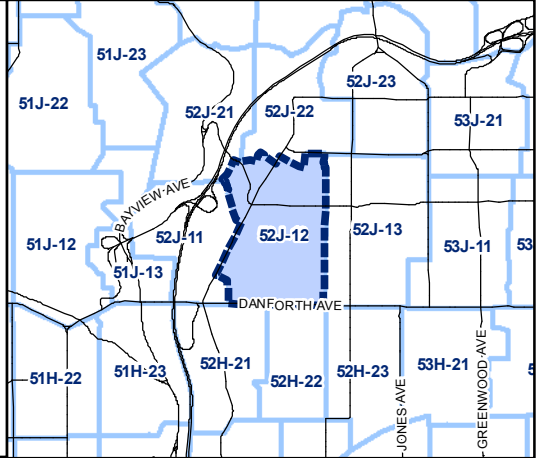 51J-23
51J-22
52J-23
52J-21
52J-22
53J-21
BAYVIEW AVE
51J-12
52J-11
52J-12
52J-13
53J-11
53
51J-13
DANFORTH AVE
51H-22
51H-23
52H-21
52H-22
52H-23
53H-21
JONES AVE
GREENWOOD AVE